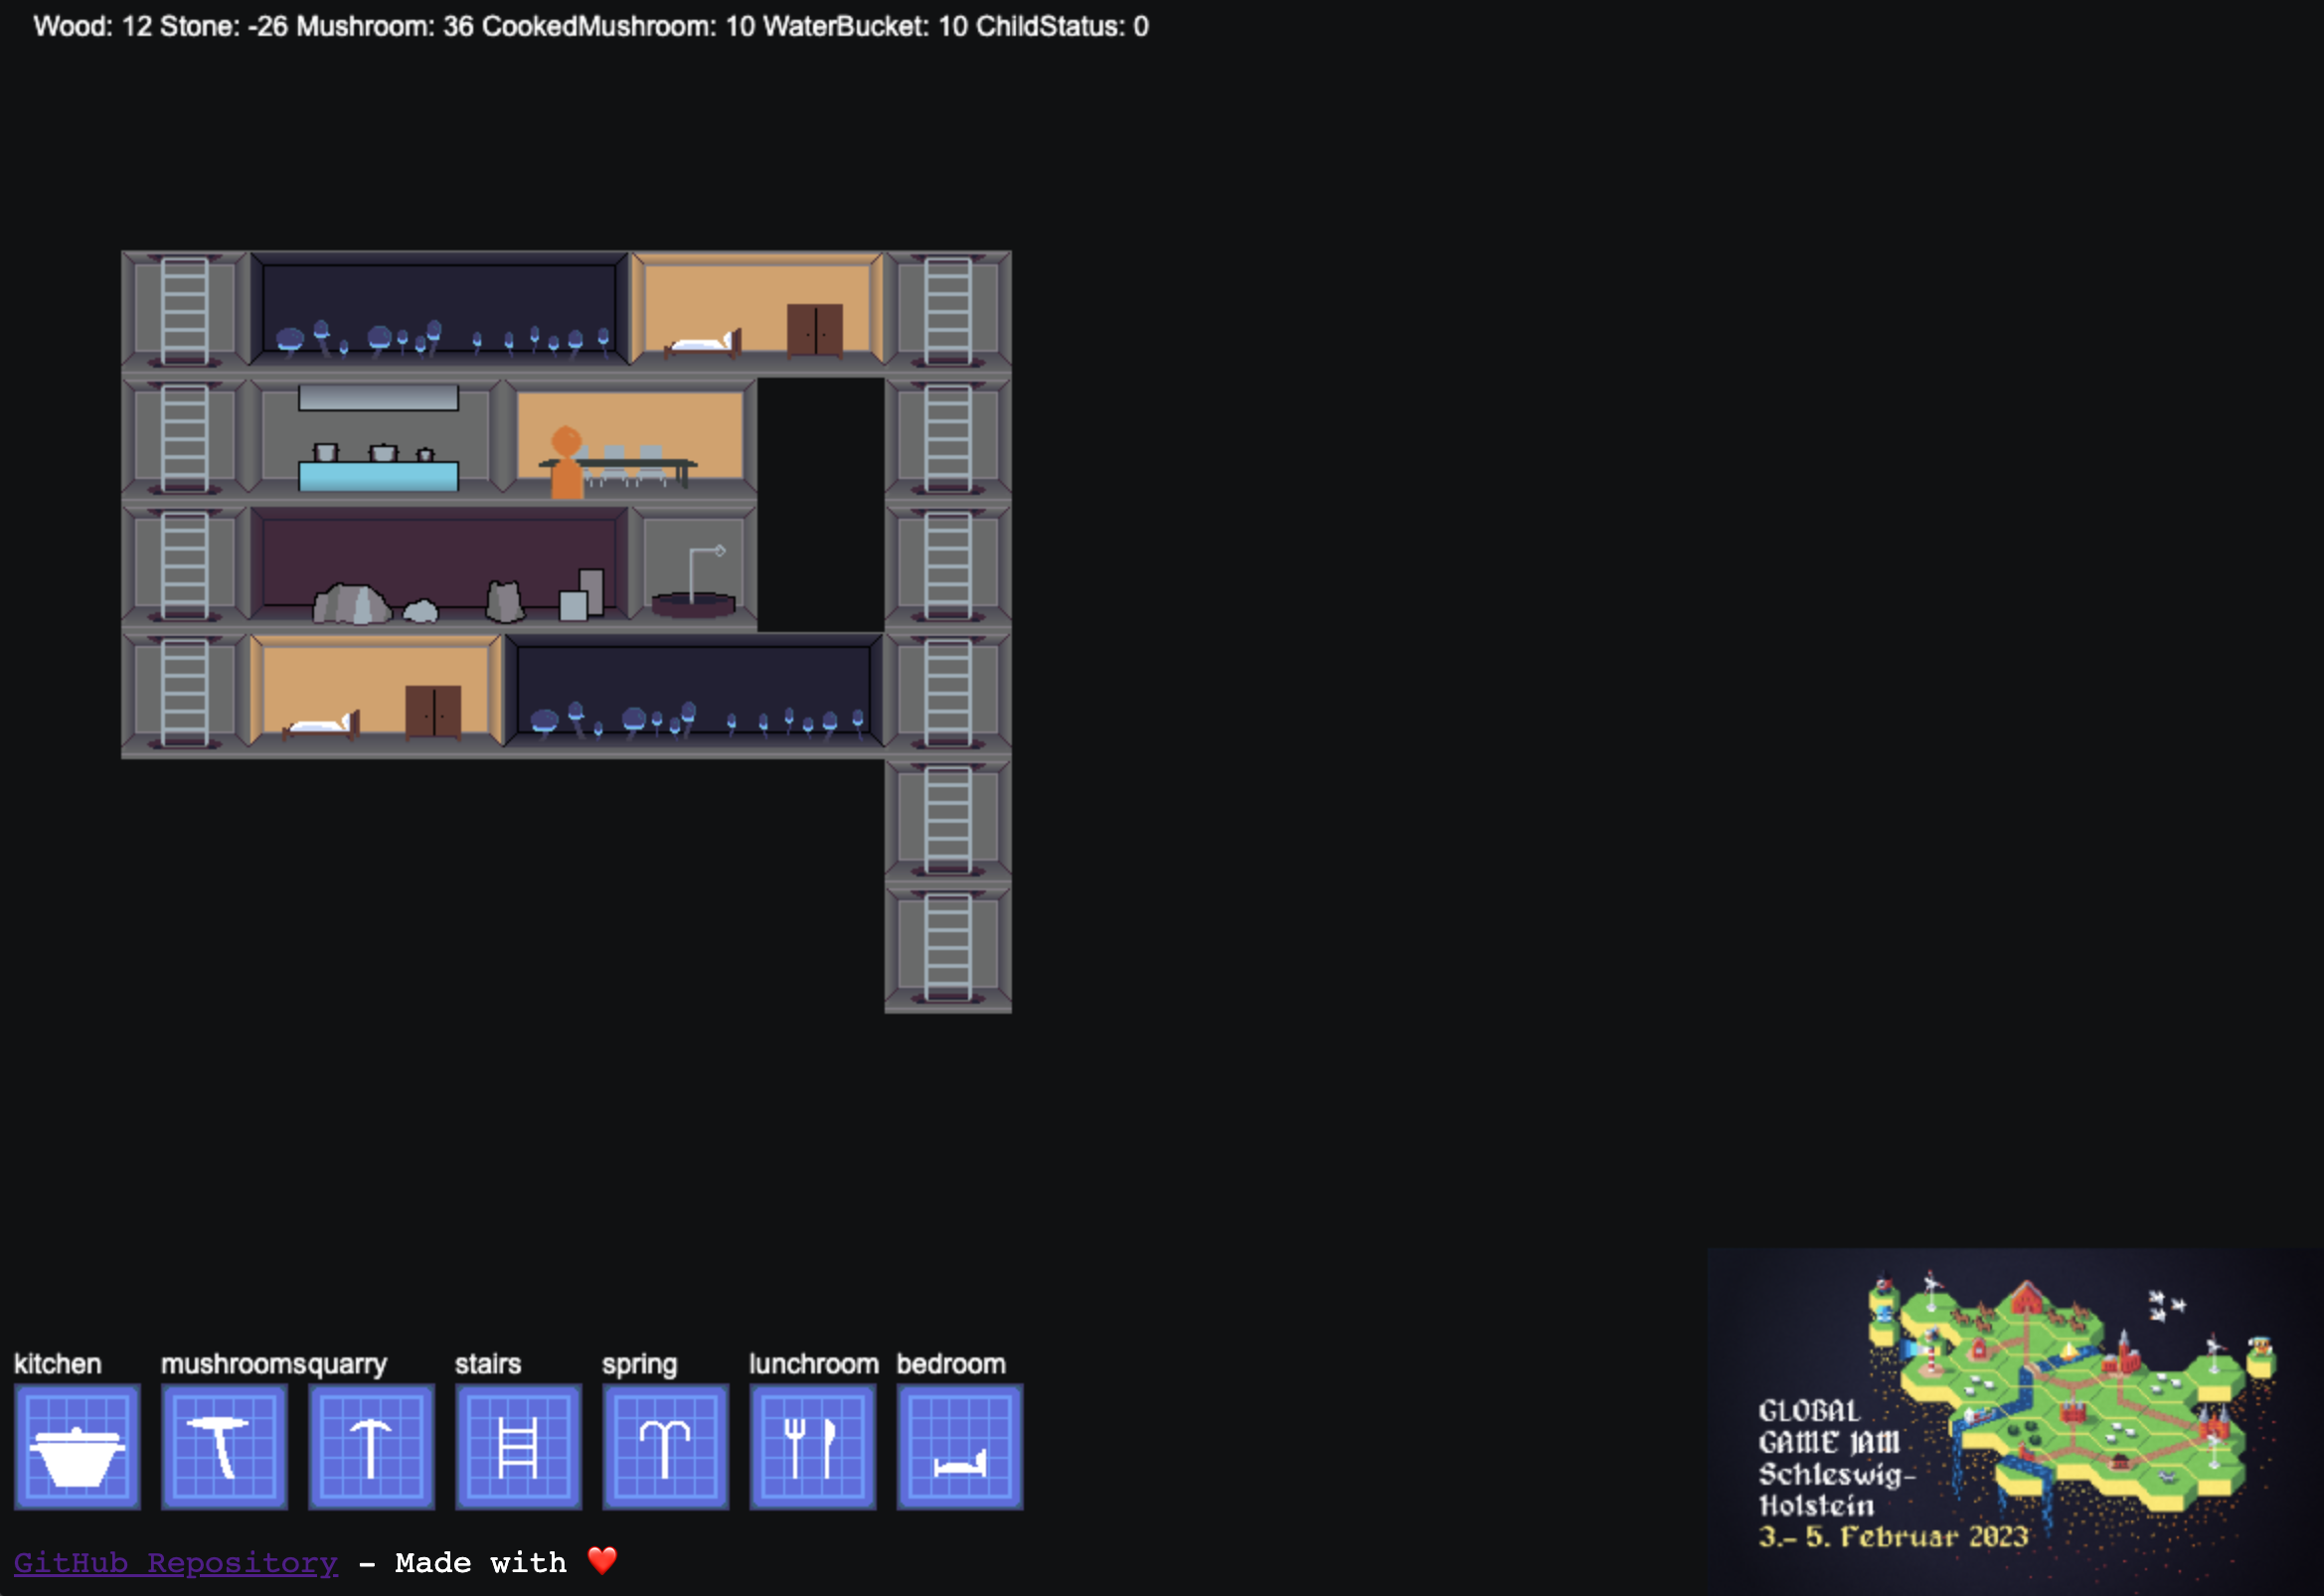 Wood: 12 Stone: -26 Mushroom: 36 CookedMushroom: 10 WaterBucket: 10 ChildStatus: 0
kitchen mushrooms quarry stairs spring lunchroom bedroom
GLOBAL
GAME JAM
Schleswig-
Holstein
3.- 5. Februar 2023
GitHub Repository - Made with ❤️